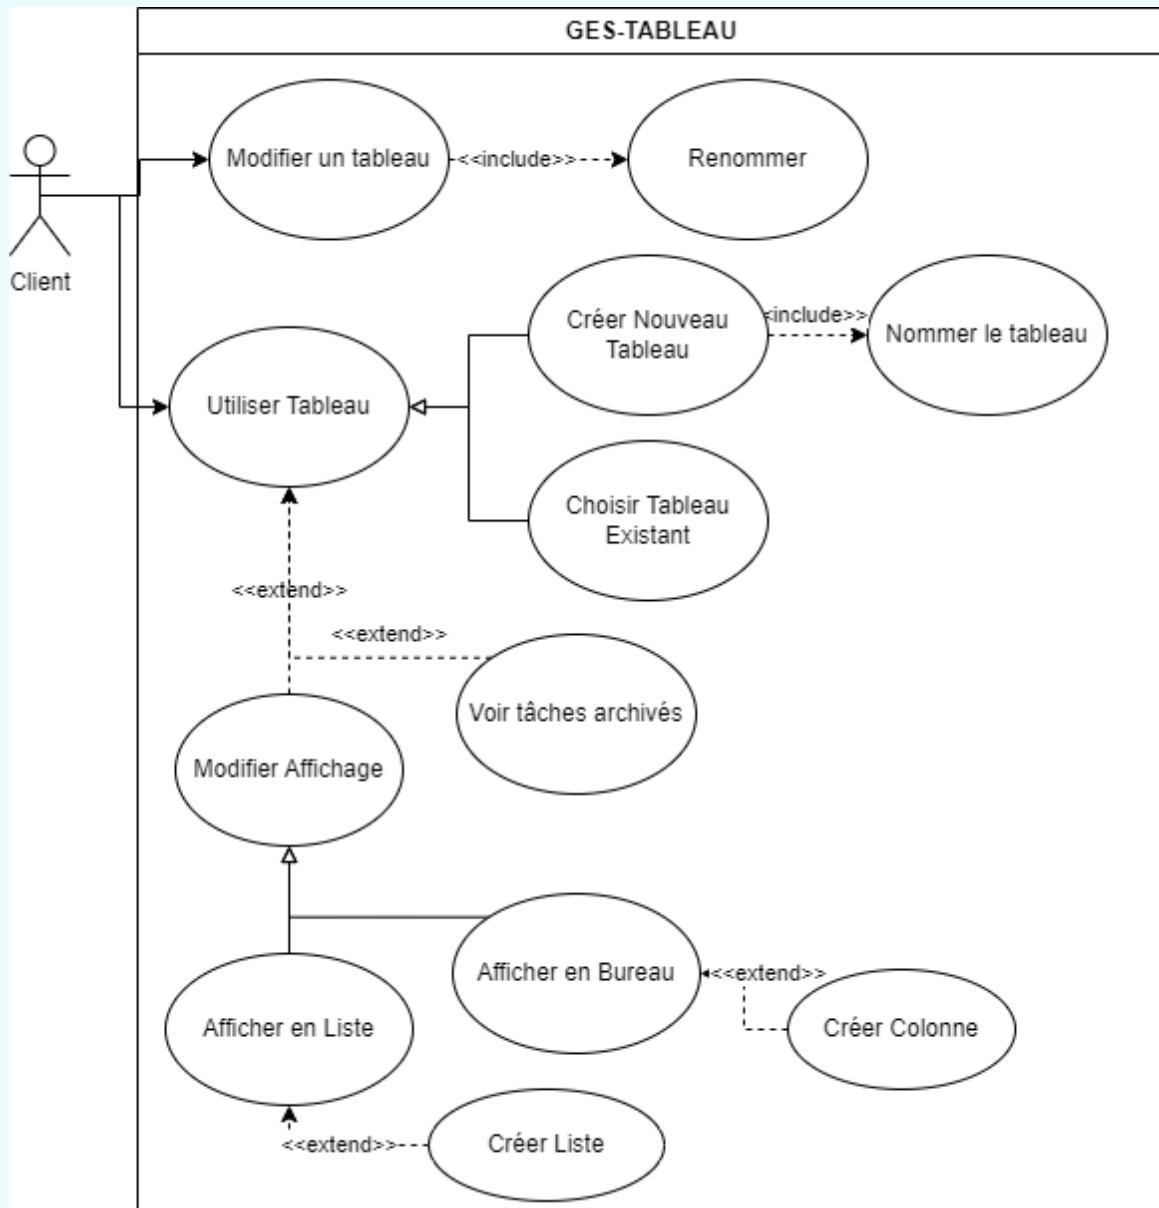 GES-TABLEAU
Modifier un tableau
<<include>>
Renommer
Client
Créer Nouveau
Tableau
<include>>
Nommer le tableau
Utiliser Tableau
Choisir Tableau
Existant
<<extend>>
<<extend>>
Voir tâches archivés
Modifier Affichage
Afficher en Bureau
<<extend>>
Afficher en Liste
Créer Colonne
<<extend>>
Créer Liste